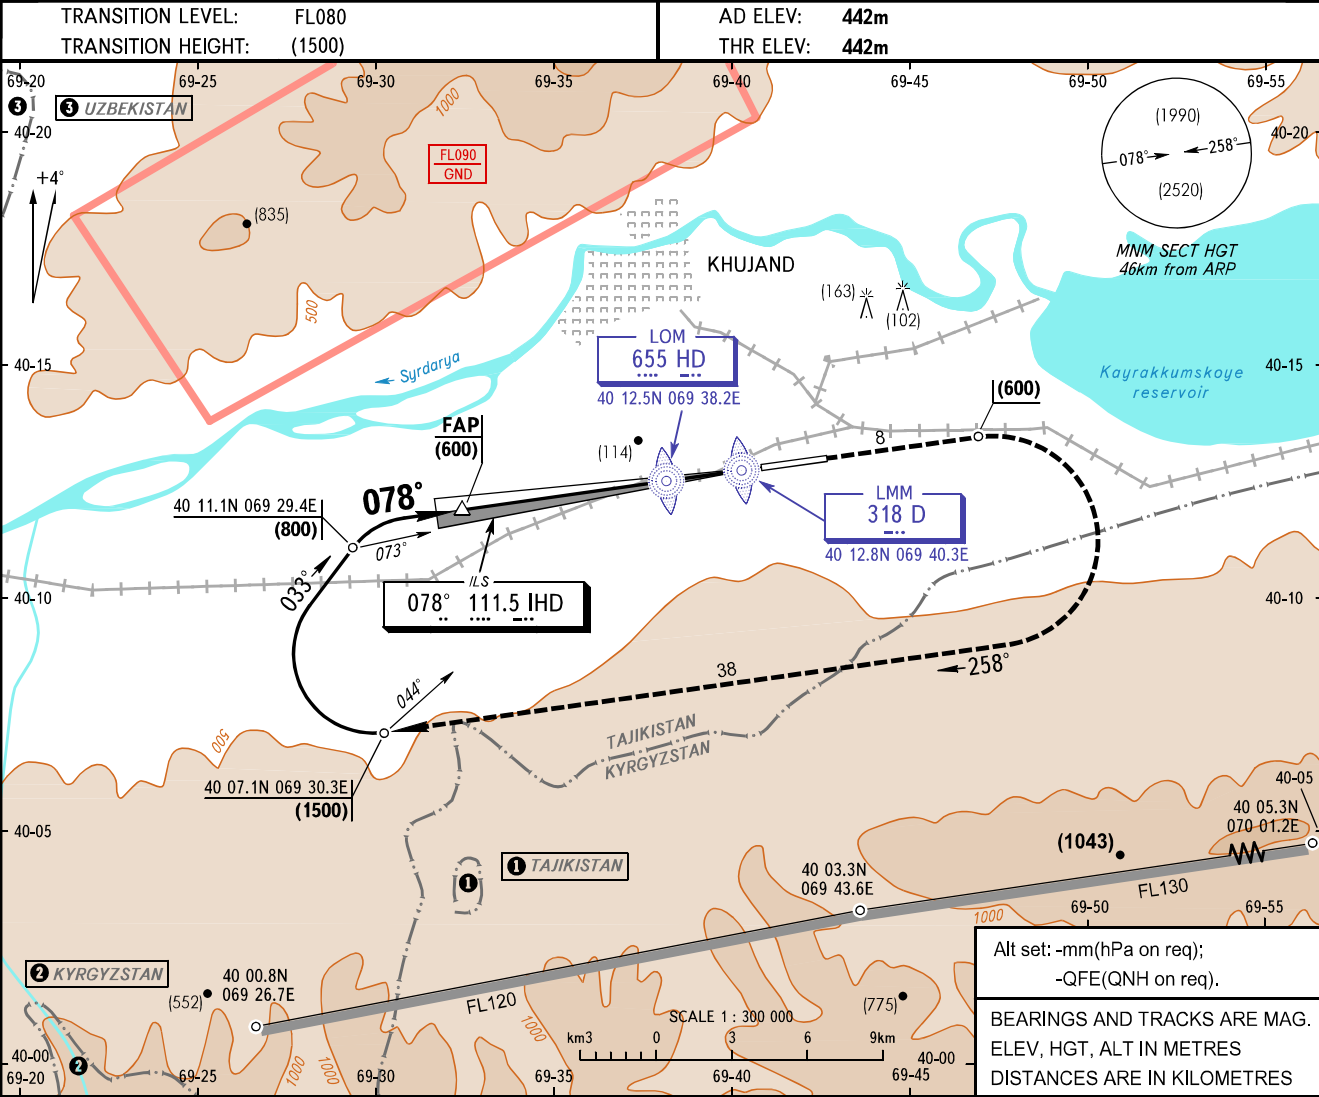 TRANSITION LEVEL: FL080
TRANSITION HEIGHT: (1500)
AD ELEV: 442m
THR ELEV: 442m
69-20 69-25 69-30 69-35 69-40 69-45 69-50 69-55
3
3 UZBEKISTAN
40-20
40-20
+4°
1000
FL090
GND
(835)
500
(1990)
078° 258°
(2520)
MNM SECT HGT
46km from ARP
KHUJAND
(163)
(102)
LOM
655 HD
40 12.5N 069 38.2E
40-15
40-15
Syrdarya
Kayrakkumskoye
reservoir
(600)
FAP
(600)
(114)
8
078°
40 11.1N 069 29.4E
(800)
073°
LMM
318 D
40 12.8N 069 40.3E
ILS
078° 111.5 IHD
033°
40-10
40-10
258°
38
044°
TAJIKISTAN
KYRGYZSTAN
500
40 07.1N 069 30.3E
(1500)
40-05
40-05
40 05.3N
070 01.2E
(1043)
1 TAJIKISTAN
1
40 03.3N
069 43.6E
FL130
69-50 69-55
1000
2 KYRGYZSTAN
40 00.8N
069 26.7E
(552)
FL120
(775)
1000
SCALE 1 : 300 000
km3 0 3 6 9km
40-00
40-00
2
1000
1000
69-20 69-25 69-30 69-35 69-40 69-45
Alt set: -mm(hPa on req);
-QFE(QNH on req).
BEARINGS AND TRACKS ARE MAG.
ELEV, HGT, ALT IN METRES
DISTANCES ARE IN KILOMETRES